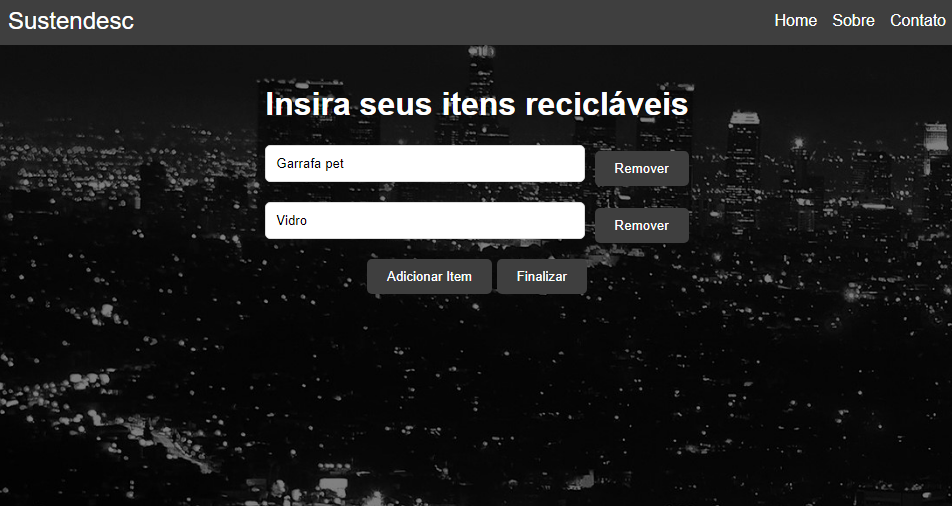 Sustendesc
Home Sobre Contato
Insira seus itens recicláveis
Garrafa pet
Remover
Vidro
Remover
Adicionar Item
Finalizar